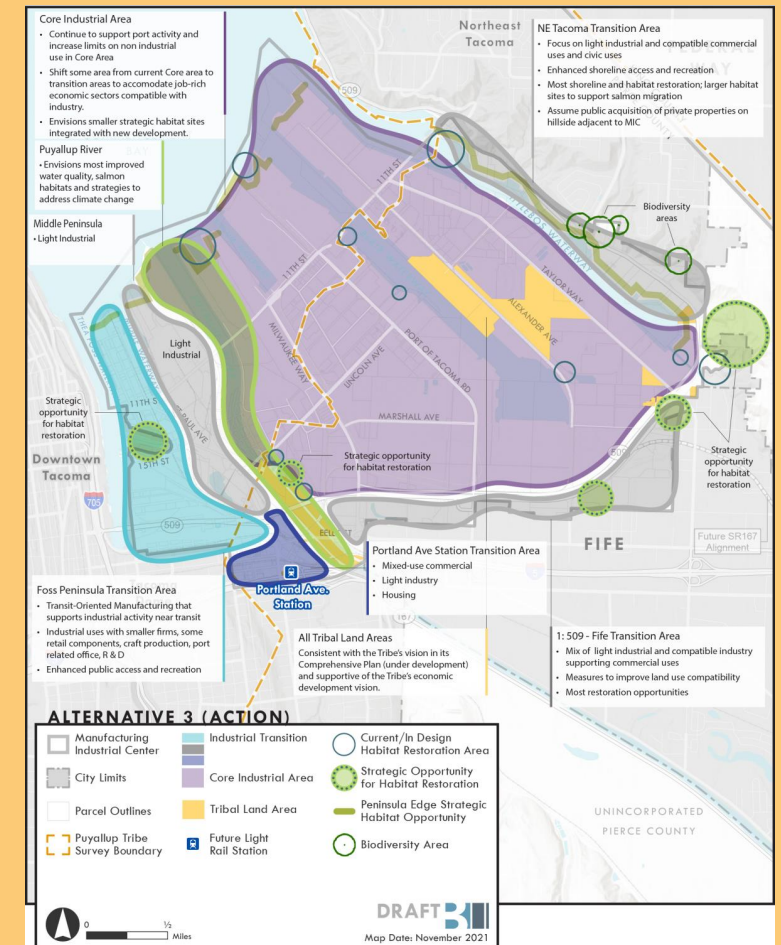 Core Industrial Area
• Continue to support port activity and
increase limits on non industrial
use in Core Area
• Shift some area from current Core area to
transition areas to accomodate job-rich
economic sectors compatible with
industry.
• Envisions smaller strategic habitat sites
integrated with new development.
Puyallup River
• Envisions most improved
water quality, salmon
habitats and strategies to
address climate change
Middle Peninsula
• Light Industrial
Northeast
Tacoma
NE Tacoma Transition Area
• Focus on light industrial and compatible commercial
uses and civic uses
• Enhanced shoreline access and recreation
• Most shoreline and habitat restoration; larger habitat
sites to support salmon migration
• Assume public acquisition of private properties on
hillside adjacent to MIC
509
11TH ST
Biodiversity
areas
TAYLOR WAY
ALEXANDER AVE
11TH ST
MILWAUKEE WAY
LINCOLN AVE
PORT OF TACOMA RD
MARSHALL AVE
Light
Industrial
Strategic
opportunity
for habitat
restoration
11TH S
ST PAUL AVE
15TH ST
Downtown
Tacoma
705
509
Strategic opportunity
for habitat restoration
Strategic
opportunity
for habitat
restoration
FIFE
Future SR167
Alignment
Portland Ave.
Station
167
Portland Ave Station Transition Area
• Mixed-use commercial
• Light industry
• Housing
Foss Peninsula Transition Area
• Transit-Oriented Manufacturing that
supports industrial activity near transit
• Industrial uses with smaller firms, some
retail components, craft production, port
related office, R & D
• Enhanced public access and recreation
All Tribal Land Areas
Consistent with the Tribe's vision in its
Comprehensive Plan (under development)
and supportive of the Tribe's economic
development vision.
1: 509 - Fife Transition Area
• Mix of light industrial and compatible industry
supporting commercial uses
• Measures to improve land use compatibility
• Most restoration opportunities
UNINCORPORATED
PIERCE COUNTY
ALTERNATIVE 3 (ACTION)
Manufacturing
Industrial Center
City Limits
Parcel Outlines
Puyallup Tribe
Survey Boundary
Industrial Transition
Core Industrial Area
Tribal Land Area
Future Light
Rail Station
Current/In Design
Habitat Restoration Area
Strategic Opportunity
for Habitat Restoration
Peninsula Edge Strategic
Habitat Opportunity
Biodiversity Area
0 ½
Miles
DRAFT
Map Date: November 2021